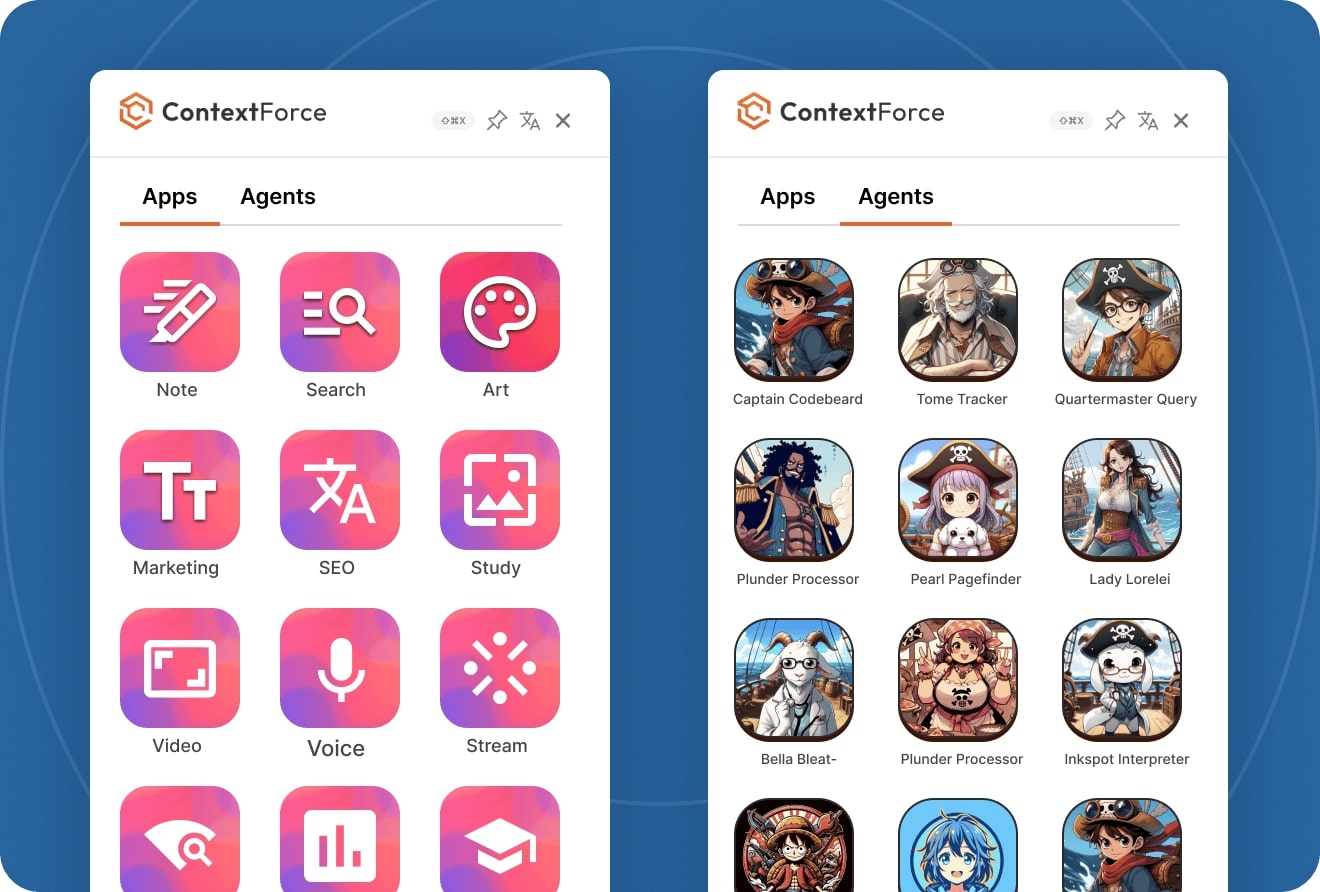 ContextForce
⇧⌘X
Apps Agents
Note Search Art
Marketing SEO Study
Video Voice Stream
ContextForce
⇧⌘X
Apps Agents
Captain Codebeard Tome Tracker Quartermaster Query
Plunder Processor Pearl Pagefinder Lady Lorelei
Bella Bleat- Plunder Processor Inkspot Interpreter